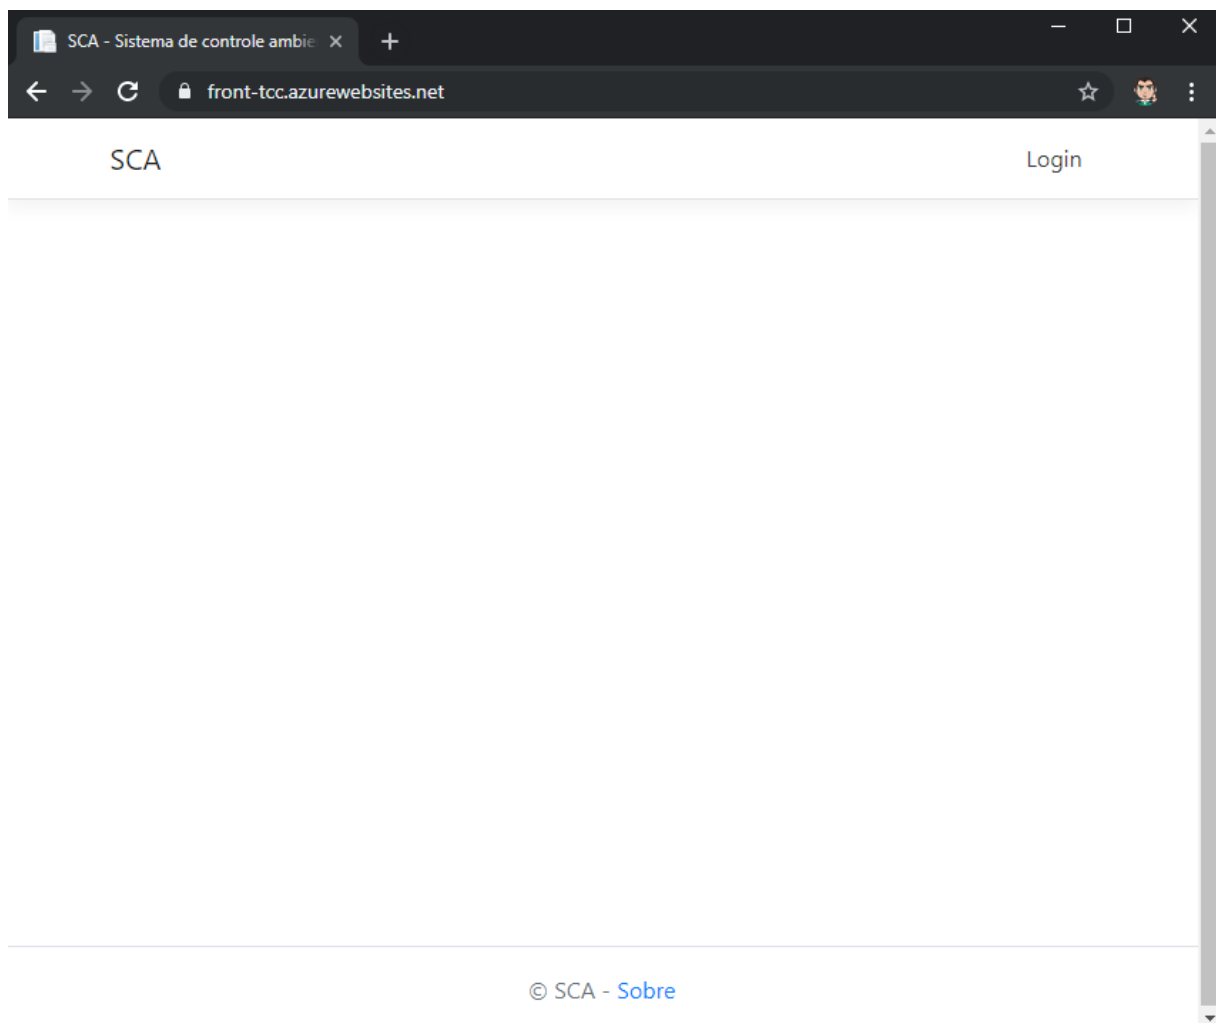 SCA - Sistema de controle ambie
front-tcc.azurewebsites.net
SCA Login
© SCA - Sobre